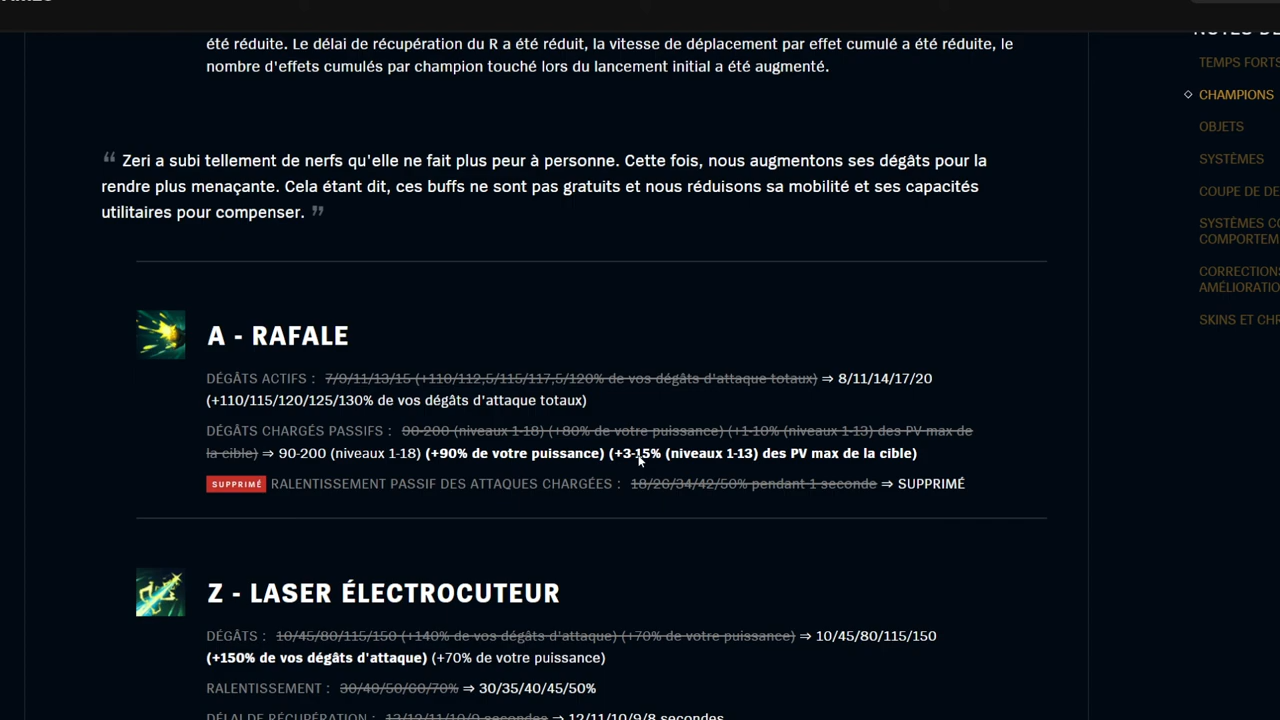 été réduite. Le délai de récupération du R a été réduit, la vitesse de déplacement par effet cumulé a été réduite, le
nombre d'effets cumulés par champion touché lors du lancement initial a été augmenté.
“ Zeri a subi tellement de nerfs qu'elle ne fait plus peur à personne. Cette fois, nous augmentons ses dégâts pour la
rendre plus menaçante. Cela étant dit, ces buffs ne sont pas gratuits et nous réduisons sa mobilité et ses capacités
utilitaires pour compenser. ”
A - RAFALE
DÉGÂTS ACTIFS : 7/9/11/13/15 (+110/112,5/115/117,5/120% de vos dégâts d'attaque totaux) ⇒ 8/11/14/17/20
(+110/115/120/125/130% de vos dégâts d'attaque totaux)
DÉGÂTS CHARGÉS PASSIFS : 90-200 (niveaux 1-18) (+80% de votre puissance) (+1-10% (niveaux 1-13) des PV max de
la cible) ⇒ 90-200 (niveaux 1-18) (+90% de votre puissance) (+3-15% (niveaux 1-13) des PV max de la cible)
SUPPRIMÉ RALENTISSEMENT PASSIF DES ATTAQUES CHARGÉES : 18/26/34/42/50% pendant 1 seconde ⇒ SUPPRIMÉ
Z - LASER ÉLECTROCUTEUR
DÉGÂTS : 10/45/80/115/150 (+140% de vos dégâts d'attaque) (+70% de votre puissance) ⇒ 10/45/80/115/150
(+150% de vos dégâts d'attaque) (+70% de votre puissance)
RALENTISSEMENT : 30/40/50/60/70% ⇒ 30/35/40/45/50%
DÉLAI DE RÉCUPÉRATION : 13/12/11/10/9 secondes ⇒ 12/11/10/9/8 secondes
NOTES DE
TEMPS FORTS
CHAMPIONS
OBJETS
SYSTÈMES
COUPE DE DE
SYSTÈMES CO
COMPORTEM
CORRECTION
AMÉLIORATIO
SKINS ET CHR